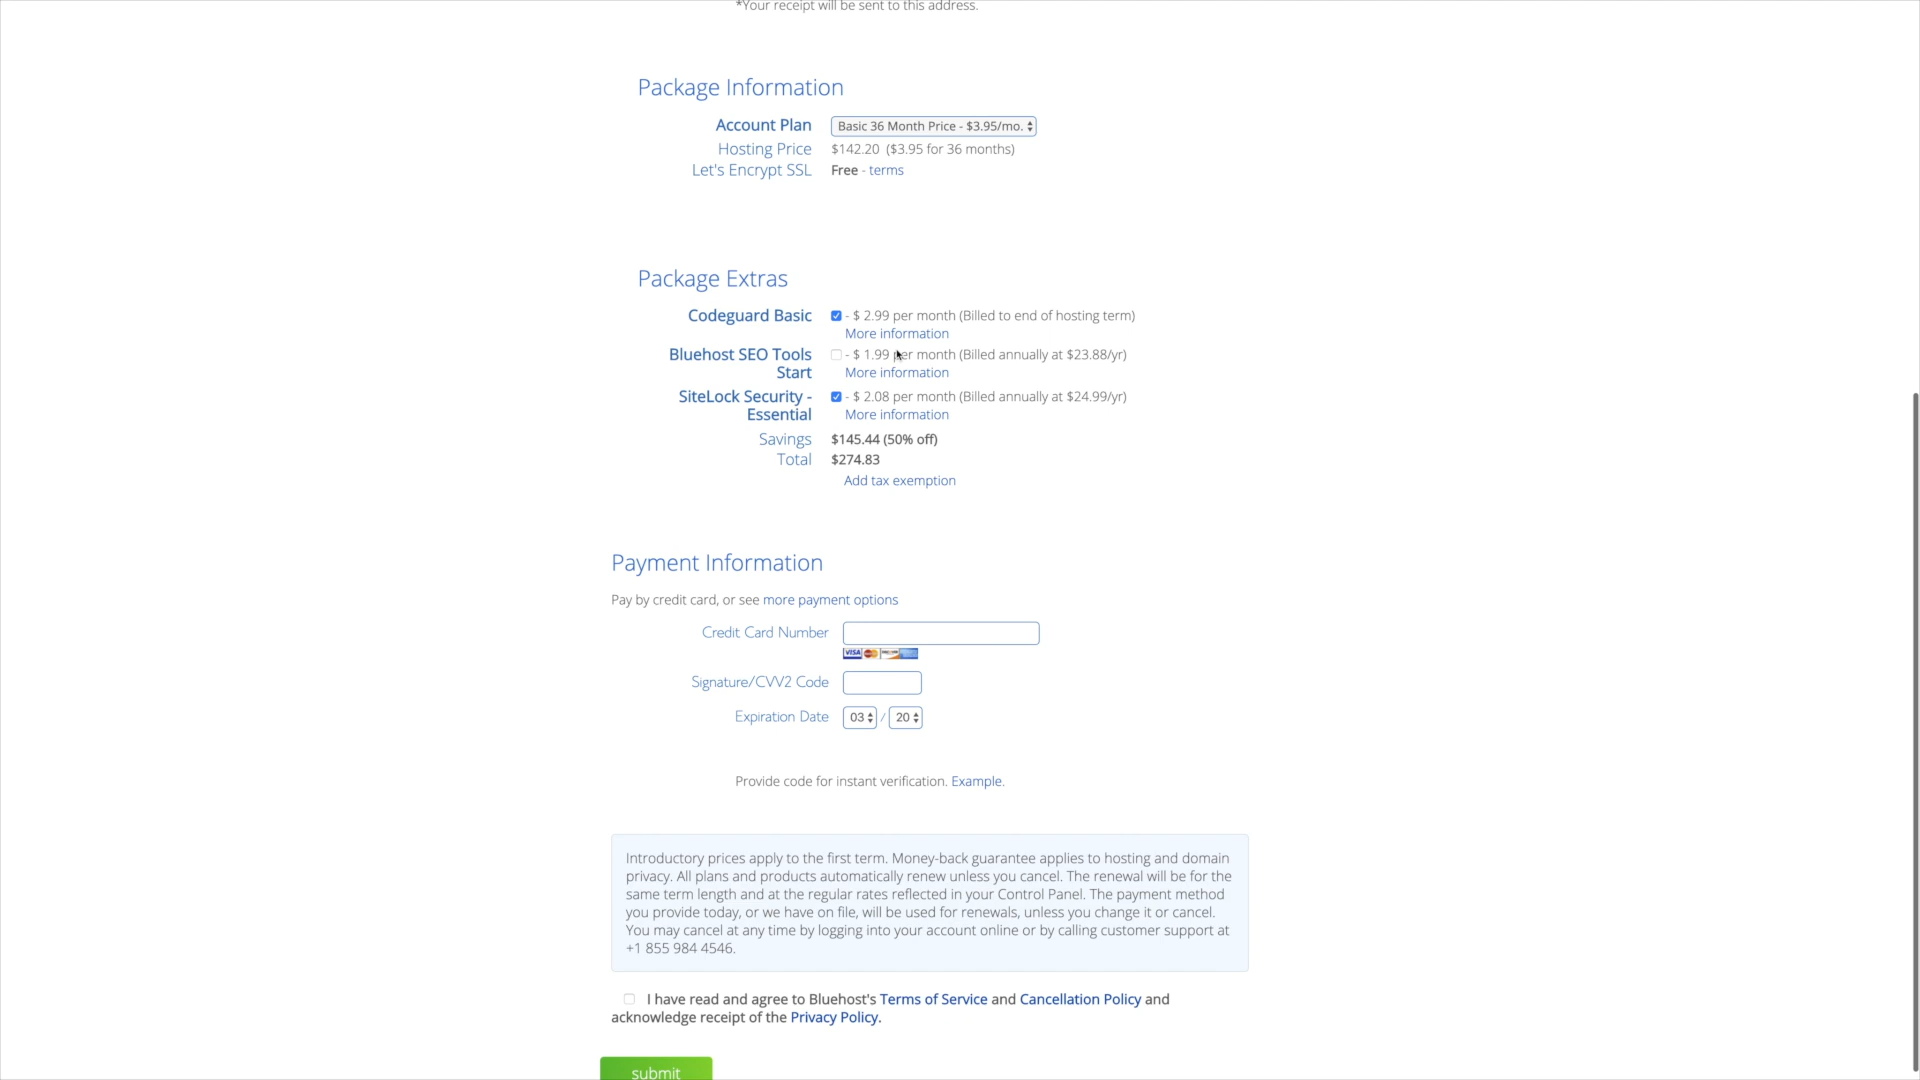 *Your receipt will be sent to this address.
Package Information
Account Plan Basic 36 Month Price - $3.95/mo.
Hosting Price $142.20 ($3.95 for 36 months)
Let's Encrypt SSL Free - terms
Package Extras
Codeguard Basic - $ 2.99 per month (Billed to end of hosting term)
More information
Bluehost SEO Tools - $ 1.99 per month (Billed annually at $23.88/yr)
Start More information
SiteLock Security - - $ 2.08 per month (Billed annually at $24.99/yr)
Essential More information
Savings $145.44 (50% off)
Total $274.83
Add tax exemption
Payment Information
Pay by credit card, or see more payment options
Credit Card Number
VISA
Signature/CVV2 Code
Expiration Date 03 / 20
Provide code for instant verification. Example.
Introductory prices apply to the first term. Money-back guarantee applies to hosting and domain
privacy. All plans and products automatically renew unless you cancel. The renewal will be for the
same term length and at the regular rates reflected in your Control Panel. The payment method
you provide today, or we have on file, will be used for renewals, unless you change it or cancel.
You may cancel at any time by logging into your account online or by calling customer support at
+1 855 984 4546.
I have read and agree to Bluehost's Terms of Service and Cancellation Policy and
acknowledge receipt of the Privacy Policy.
submit